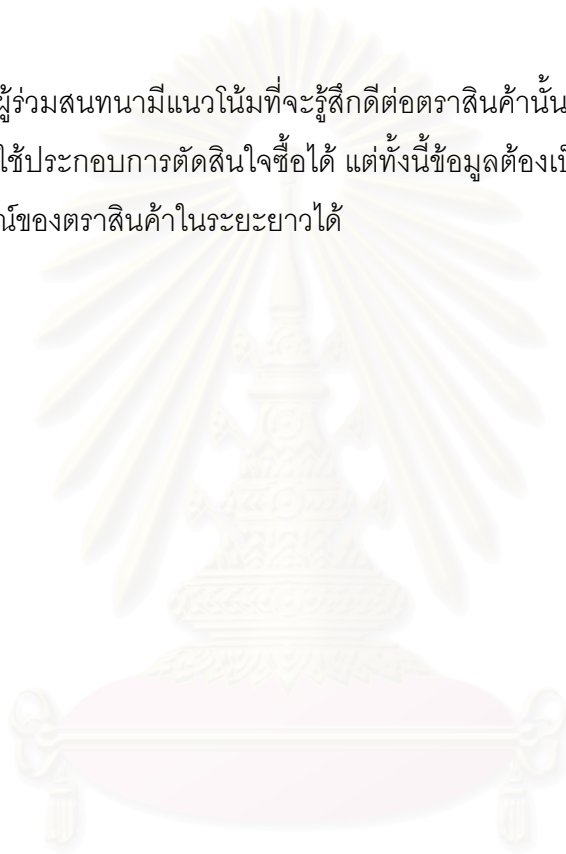 ผู้ร่วมสนทนามีแนวโน้มที่จะรู้สึกดีต่อตราสินค้านั้น
ใช้ประกอบการตัดสินใจซื้อได้ แต่ทั้งนี้ข้อมูลต้องเป็
ณ์ของตราสินค้าในระยะยาวได้